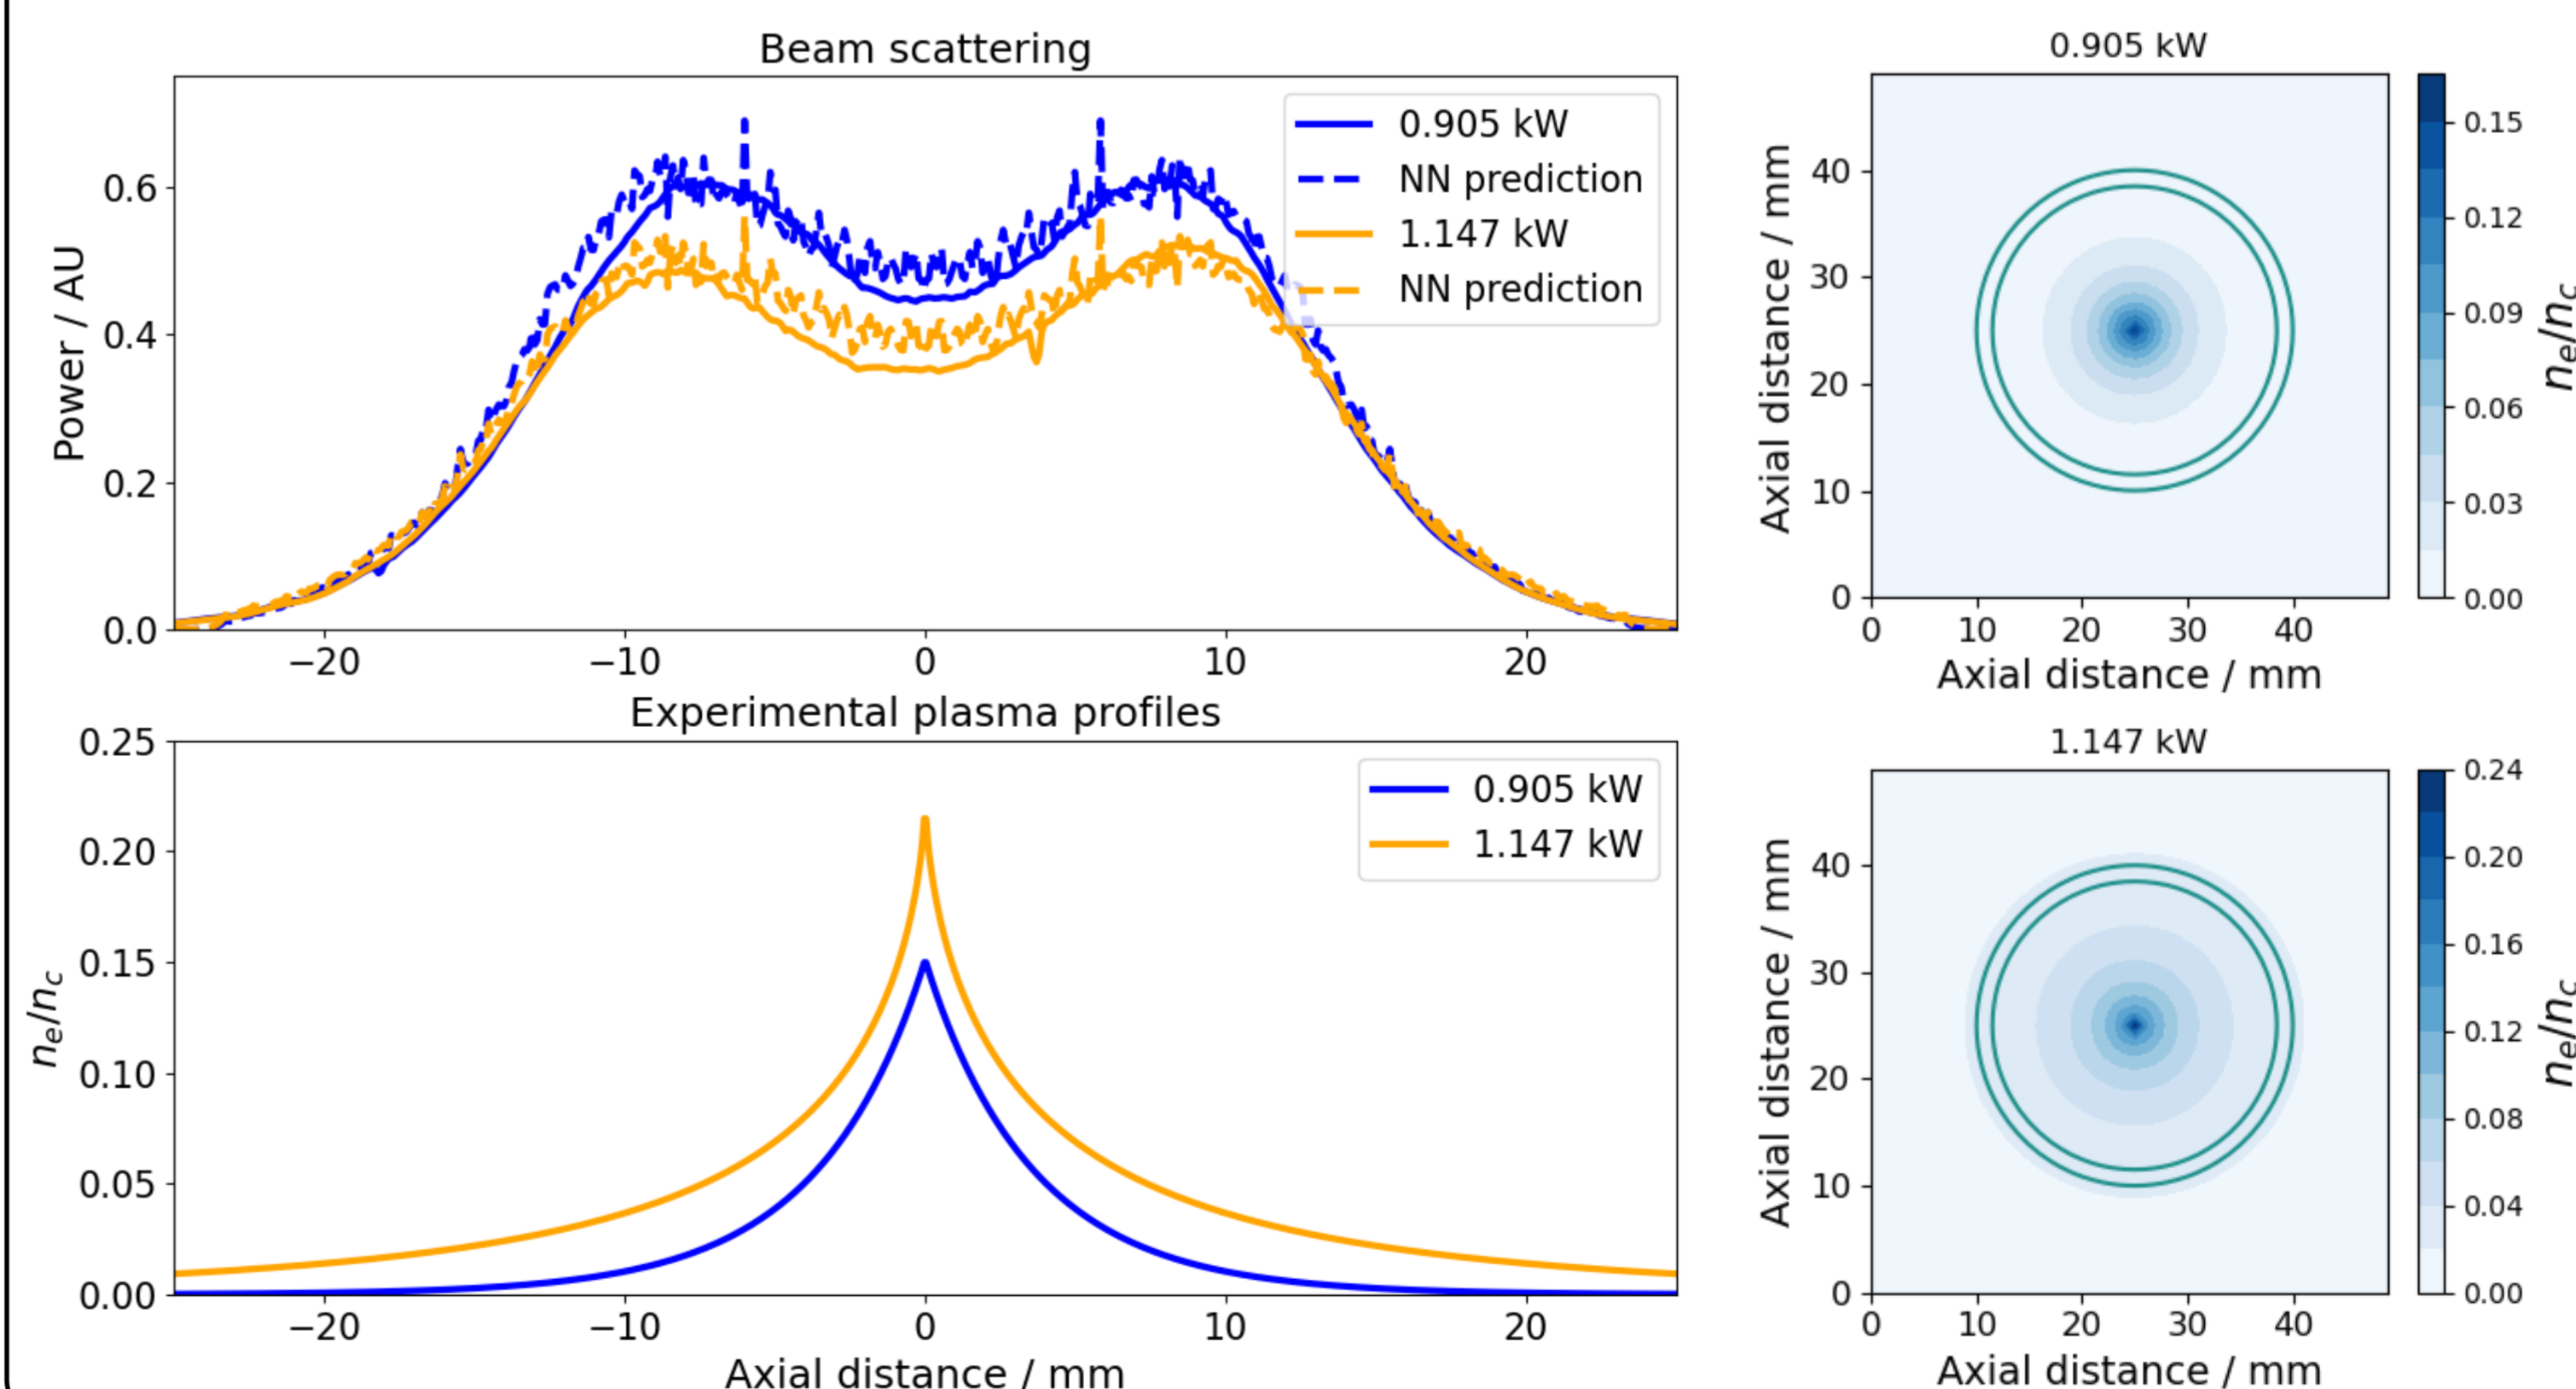 Beam scattering
Power / AU
0.6
0.4
0.2
0.0
−20
−10
0
10
20
0.905 kW
NN prediction
1.147 kW
NN prediction
0.905 kW
Axial distance / mm
40
30
20
10
0
0
10
20
30
40
Axial distance / mm
0.15
0.12
0.09
0.06
0.03
0.00
nₑ/n꜀
Experimental plasma profiles
nₑ/n꜀
0.25
0.20
0.15
0.10
0.05
0.00
−20
−10
0
10
20
Axial distance / mm
0.905 kW
1.147 kW
1.147 kW
Axial distance / mm
40
30
20
10
0
0
10
20
30
40
Axial distance / mm
0.24
0.20
0.16
0.12
0.08
0.04
0.00
nₑ/n꜀